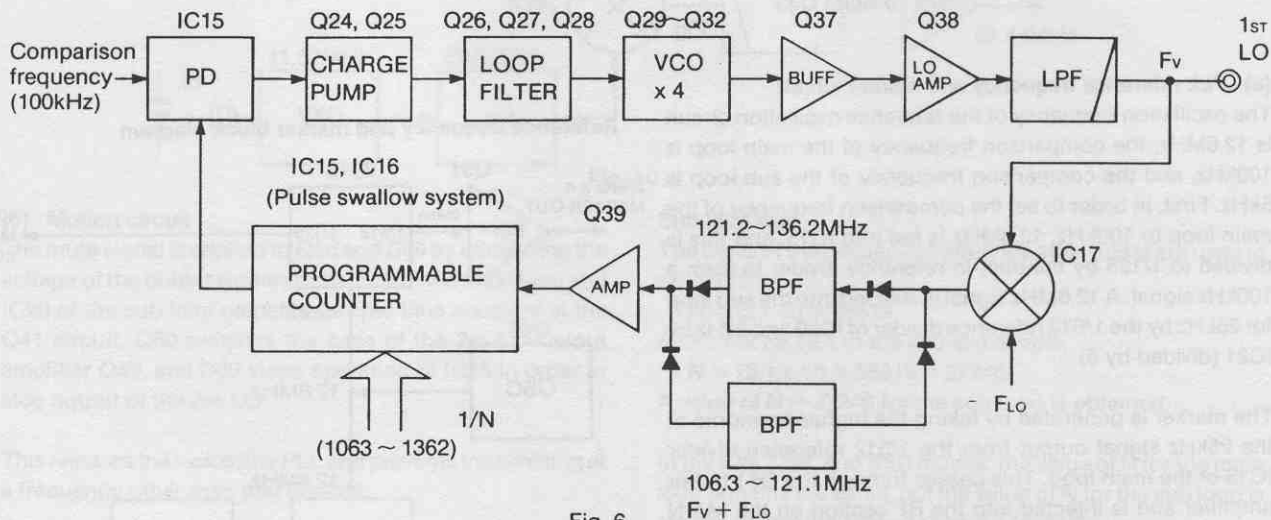 IC15
Q24, Q25
Q26, Q27, Q28
Q29~Q32
Q37
Q38
1ST
LO
Comparison
frequency
(100kHz)
PD
CHARGE
PUMP
LOOP
FILTER
VCO
x 4
BUFF
LO
AMP
LPF
Fv
IC15, IC16
(Pulse swallow system)
Q39
121.2~136.2MHz
IC17
PROGRAMMABLE
COUNTER
AMP
BPF
FLO
1/N
(1063 ~ 1362)
BPF
106.3 ~ 121.1MHz
Fv + FLO
Fig. 6